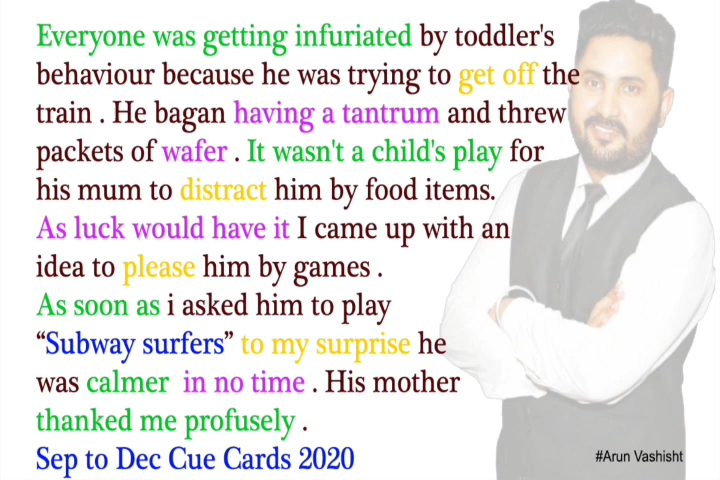 Everyone was getting infuriated by toddler's
behaviour because he was trying to get off the
train . He bagan having a tantrum and threw
packets of wafer . It wasn't a child's play for
his mum to distract him by food items.
As luck would have it I came up with an
idea to please him by games .
As soon as i asked him to play
“Subway surfers” to my surprise he
was calmer in no time . His mother
thanked me profusely .
Sep to Dec Cue Cards 2020
#Arun Vashisht